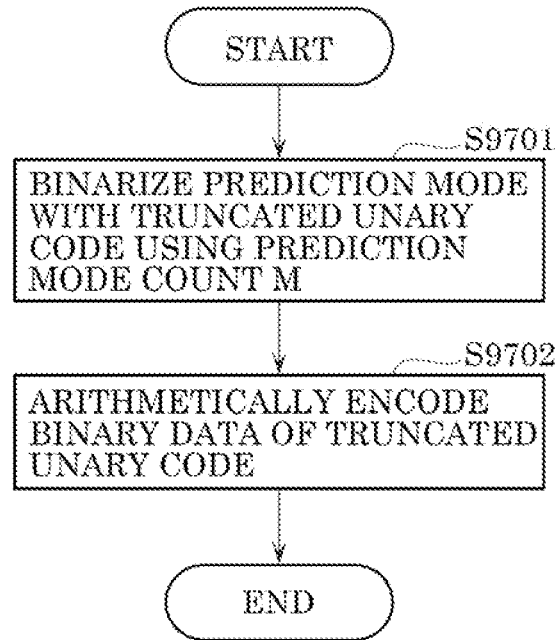 START
S9701
BINARIZE PREDICTION MODE
WITH TRUNCATED UNARY
CODE USING PREDICTION
MODE COUNT M
S9702
ARITHMETICALLY ENCODE
BINARY DATA OF TRUNCATED
UNARY CODE
END